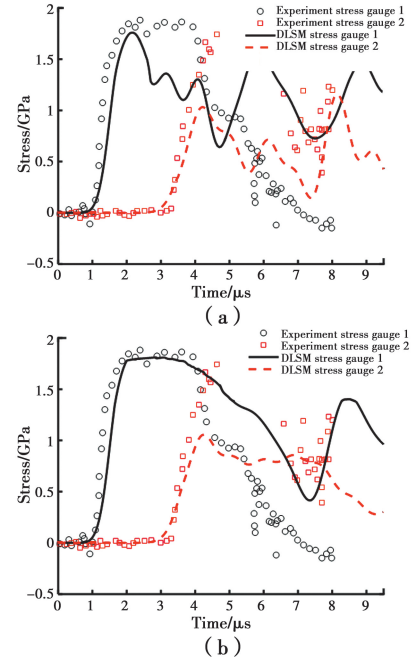 Experiment stress gauge 1
Experiment stress gauge 2
DLSM stress gauge 1
DLSM stress gauge 2
Stress/GPa
2
1.5
1
0.5
0
−0.5
0 1 2 3 4 5 6 7 8 9
Time/μs
(a)
Experiment stress gauge 1
Experiment stress gauge 2
DLSM stress gauge 1
DLSM stress gauge 2
Stress/GPa
2
1.5
1
0.5
0
−0.5
0 1 2 3 4 5 6 7 8 9
Time/μs
(b)